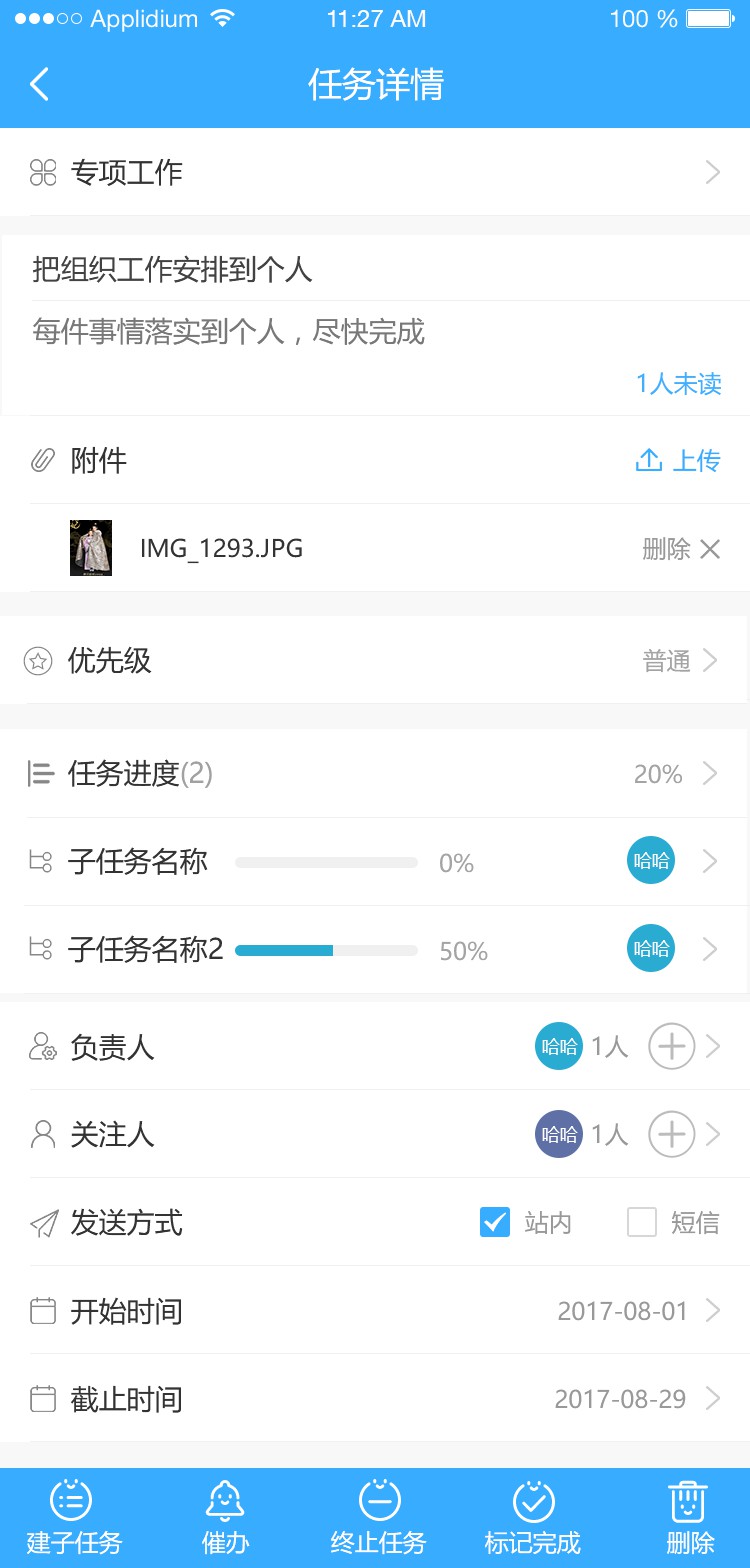 Applidium 11:27 AM 100 %
任务详情
专项工作
把组织工作安排到个人
每件事情落实到个人，尽快完成
1人未读
附件 上传
IMG_1293.JPG 删除
优先级 普通
任务进度(2) 20%
子任务名称 0% 哈哈
子任务名称2 50% 哈哈
负责人 哈哈 1人
关注人 哈哈 1人
发送方式 站内 短信
开始时间 2017-08-01
截止时间 2017-08-29
建子任务 催办 终止任务 标记完成 删除